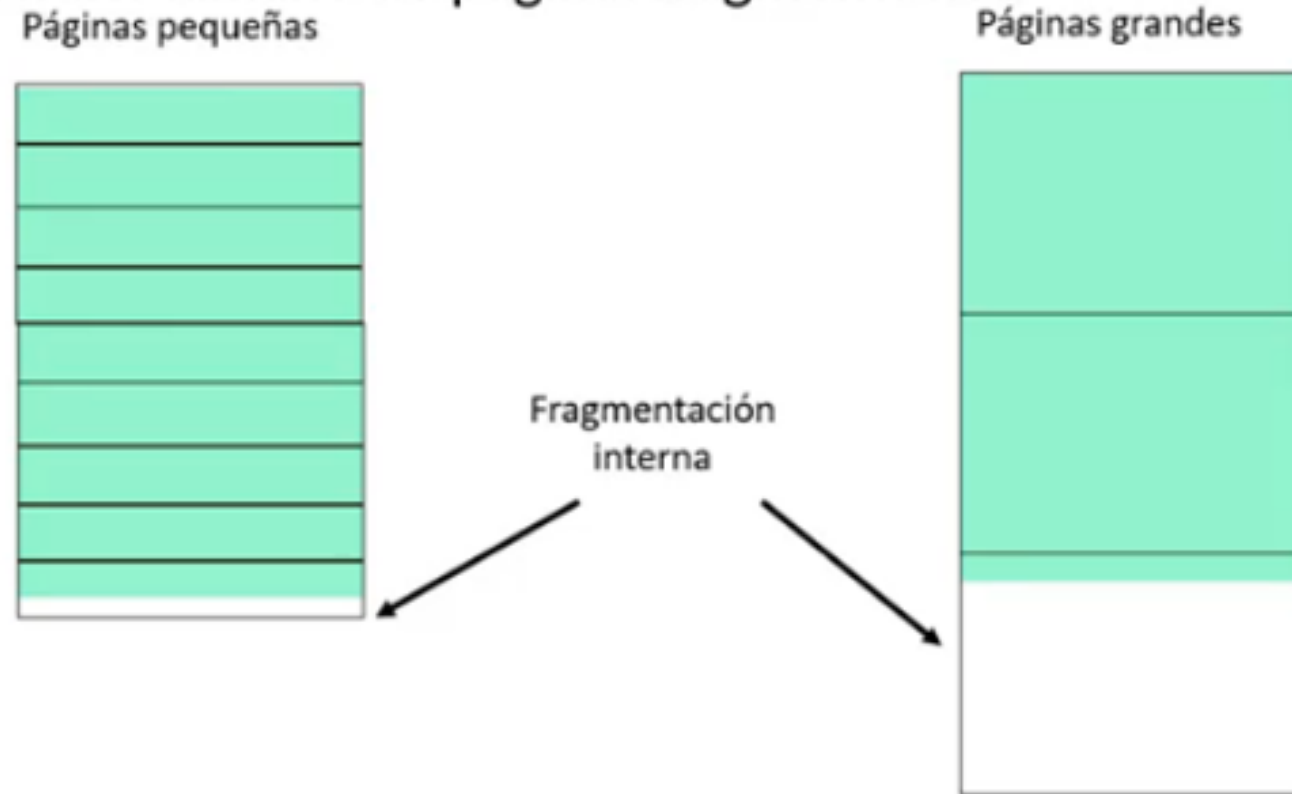 Páginas pequeñas
Páginas grandes
Fragmentación
interna